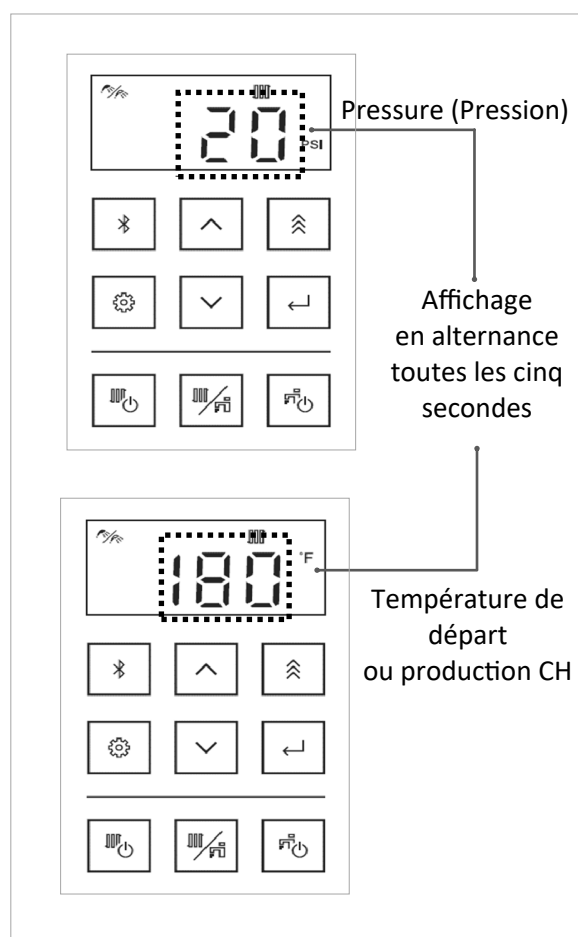 20
PSI
Pressure (Pression)
Affichage
en alternance
toutes les cinq
secondes
180
°F
Température de
départ
ou production CH